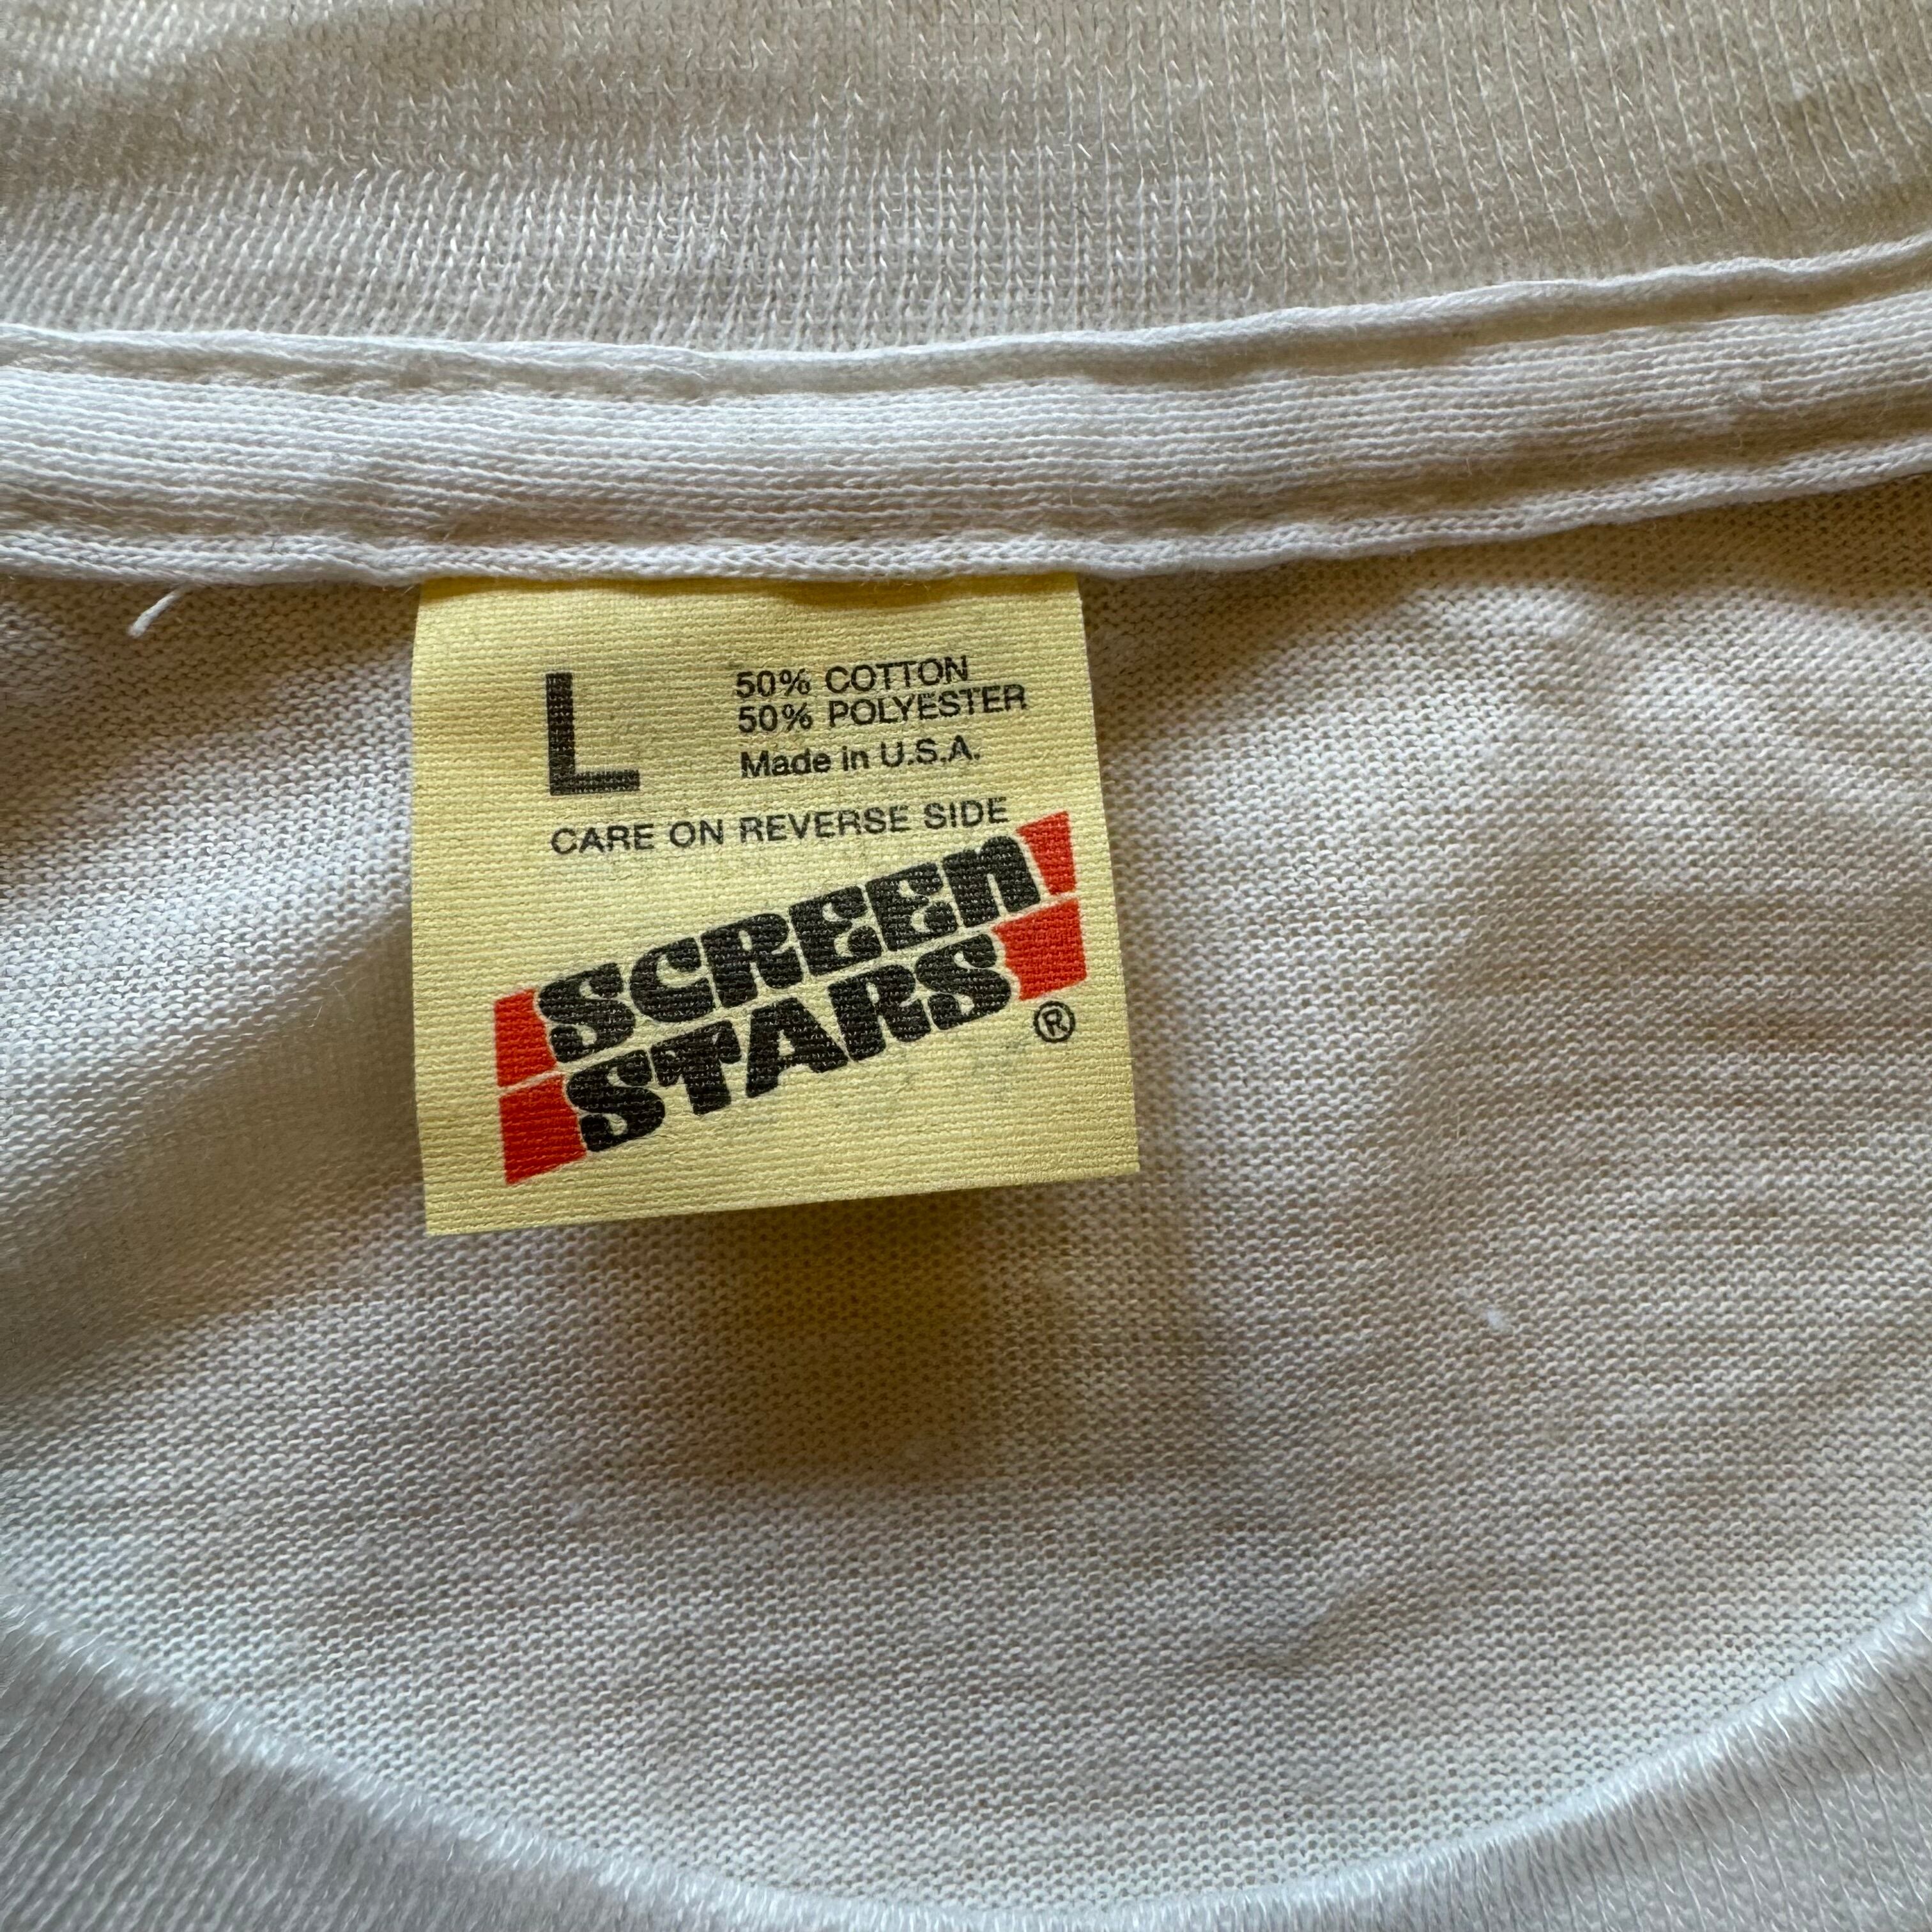 L
50% COTTON
50% POLYESTER
Made in U.S.A.
CARE ON REVERSE SIDE
SCREEN
STARS
®